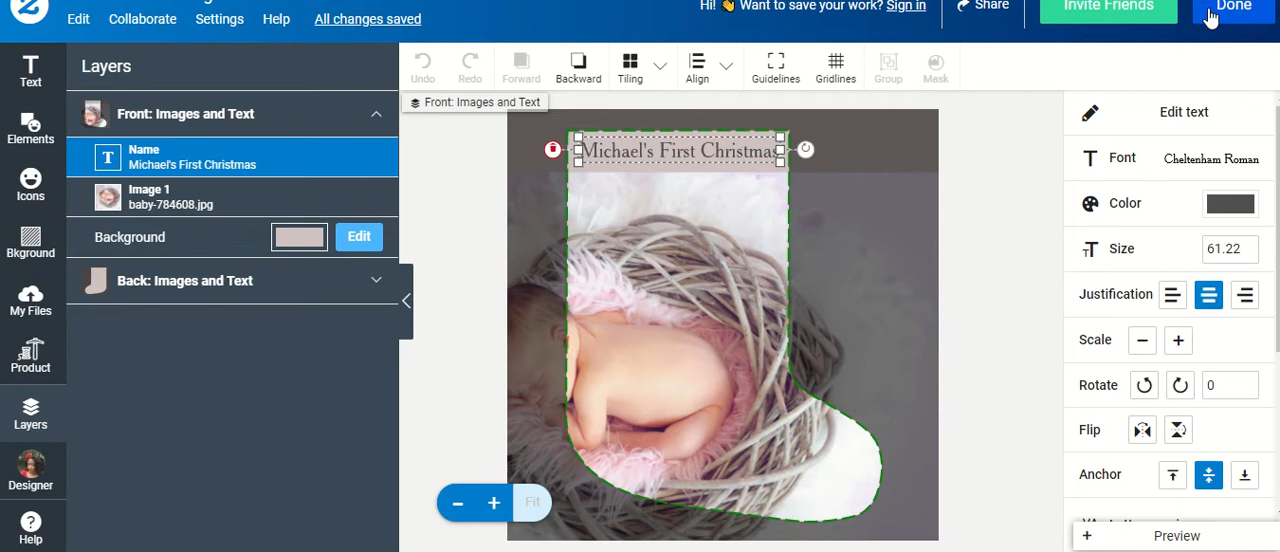 Edit Collaborate Settings Help All changes saved
Hi! 👋 Want to save your work? Sign in
Share
Invite Friends
Done
Text
Elements
Icons
Bkground
My Files
Product
Layers
Designer
Help
Layers
Front: Images and Text
T Name
Michael's First Christmas
Image 1
baby-784608.jpg
Background Edit
Back: Images and Text
Undo Redo Forward Backward Tiling Align Guidelines Gridlines Group Mask
Front: Images and Text
Michael's First Christmas
Fit
Edit text
Font Cheltenham Roman
Color
Size 61.22
Justification
Scale
Rotate 0
Flip
Anchor
Preview